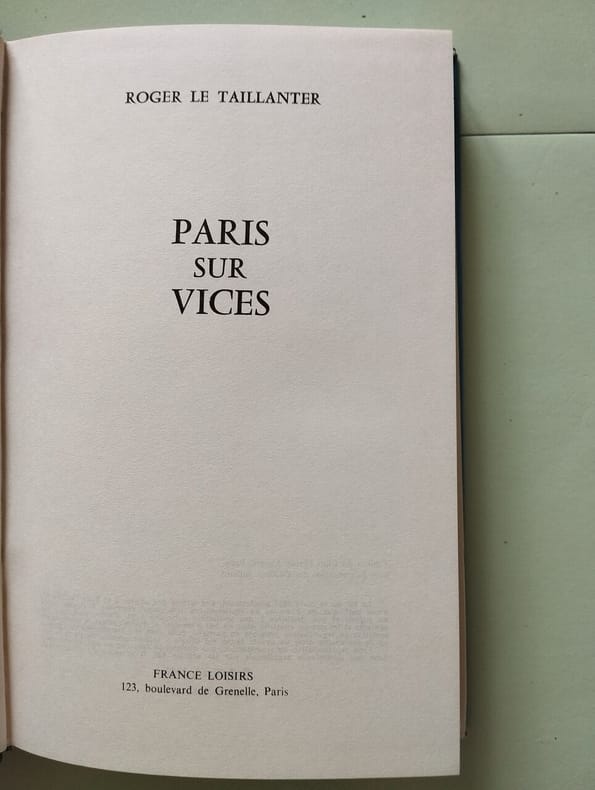 ROGER LE TAILLANTER
PARIS
SUR
VICES
FRANCE LOISIRS
123, boulevard de Grenelle, Paris